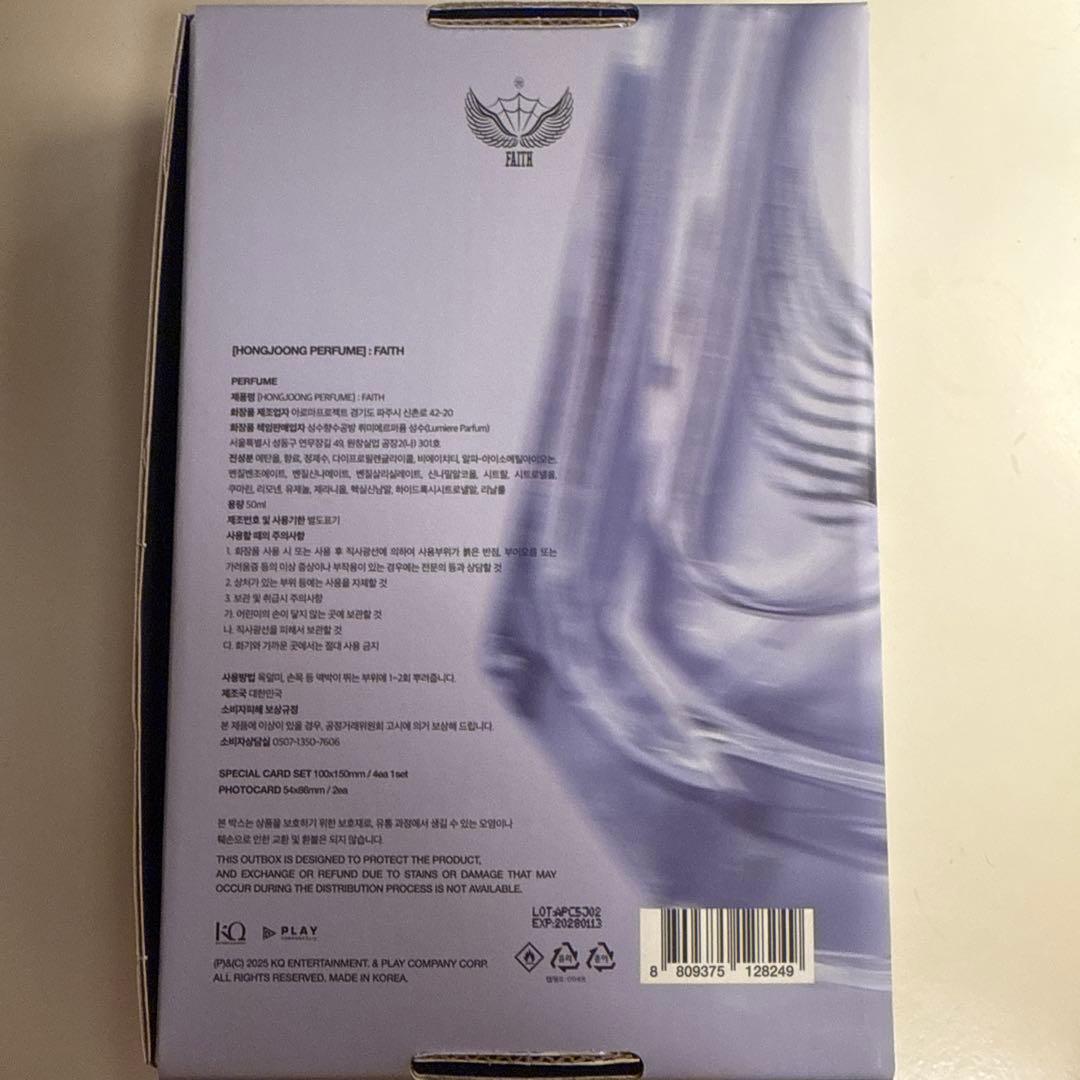 FAITH
[HONGJOONG PERFUME] : FAITH
PERFUME
제품명 [HONGJOONG PERFUME] : FAITH
화장품 제조업자 아로마프로젝트 경기도 파주시 신촌로 42-20
화장품 책임판매업자 성수향수공방 뤼미에르퍼퓸 성수(Lumiere Parfum)
서울특별시 성동구 연무장길 49, 원창실업 공장2(나) 301호
전성분 에탄올, 향료, 정제수, 다이프로필렌글라이콜, 비에이치티, 알파-아이소메틸아이오논,
벤질벤조에이트, 벤질신나메이트, 벤질살리실레이트, 신나밀알코올, 시트랄, 시트로넬올,
쿠마린, 리모넨, 유제놀, 제라니올, 헥실신남알, 하이드록시시트로넬알, 리날룰
용량 50ml
제조번호 및 사용기한 별도표기
사용할 때의 주의사항
1. 화장품 사용 시 또는 사용 후 직사광선에 의하여 사용부위가 붉은 반점, 부어오름 또는
가려움증 등의 이상 증상이나 부작용이 있는 경우에는 전문의 등과 상담할 것
2. 상처가 있는 부위 등에는 사용을 자제할 것
3. 보관 및 취급시 주의사항
가. 어린이의 손이 닿지 않는 곳에 보관할 것
나. 직사광선을 피해서 보관할 것
다. 화기와 가까운 곳에서는 절대 사용 금지
사용방법 목덜미, 손목 등 맥박이 뛰는 부위에 1~2회 뿌려줍니다.
제조국 대한민국
소비자피해 보상규정
본 제품에 이상이 있을 경우, 공정거래위원회 고시에 의거 보상해 드립니다.
소비자상담실 0507-1350-7606
SPECIAL CARD SET 100x150mm / 4ea 1set
PHOTOCARD 54x86mm / 2ea
본 박스는 상품을 보호하기 위한 보호재로, 유통 과정에서 생길 수 있는 오염이나
훼손으로 인한 교환 및 환불은 되지 않습니다.
THIS OUTBOX IS DESIGNED TO PROTECT THE PRODUCT,
AND EXCHANGE OR REFUND DUE TO STAINS OR DAMAGE THAT MAY
OCCUR DURING THE DISTRIBUTION PROCESS IS NOT AVAILABLE.
LOT:APC5J02
EXP:20280113
KQ
PLAY
종이
(P)&(C) 2025 KQ ENTERTAINMENT. & PLAY COMPANY CORP.
ALL RIGHTS RESERVED. MADE IN KOREA.
8 809375 128249